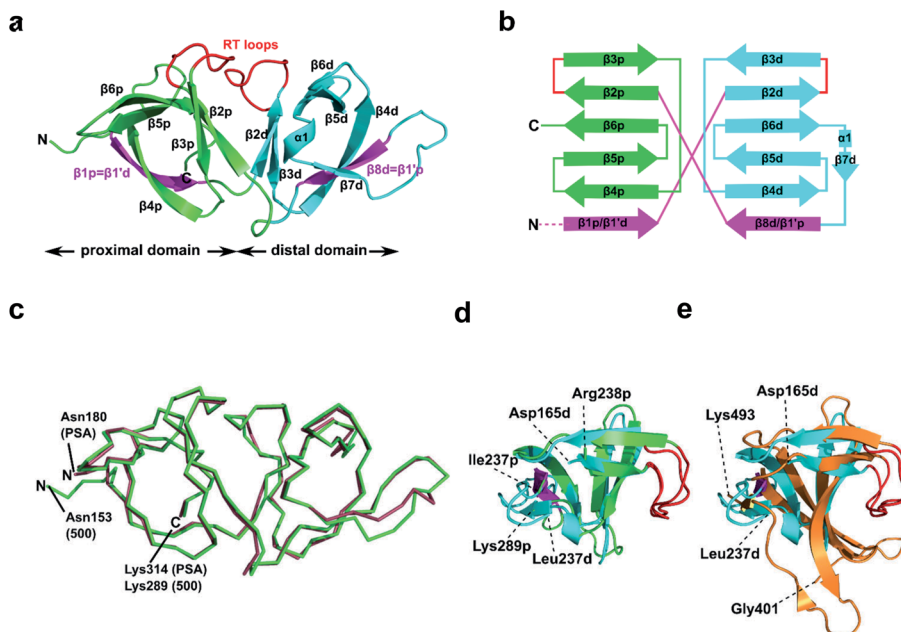 a
RT loops
β6p
β5p
β2p
β3p
N
C
β1p=β1'd
β4p
β6d
β4d
β2d
β5d
α1
β3d
β7d
β8d=β1'p
proximal domain
distal domain
b
β3p
β3d
β2p
β2d
C
β6p
β6d
α1
β5p
β5d
β7d
β4p
β4d
N
β1p/β1'd
β8d/β1'p
c
Asn180
(PSA)
N
N
Asn153
(500)
C
Lys314 (PSA)
Lys289 (500)
d
Arg238p
Asp165d
Ile237p
Lys289p
Leu237d
e
Asp165d
Lys493
Leu237d
Gly401